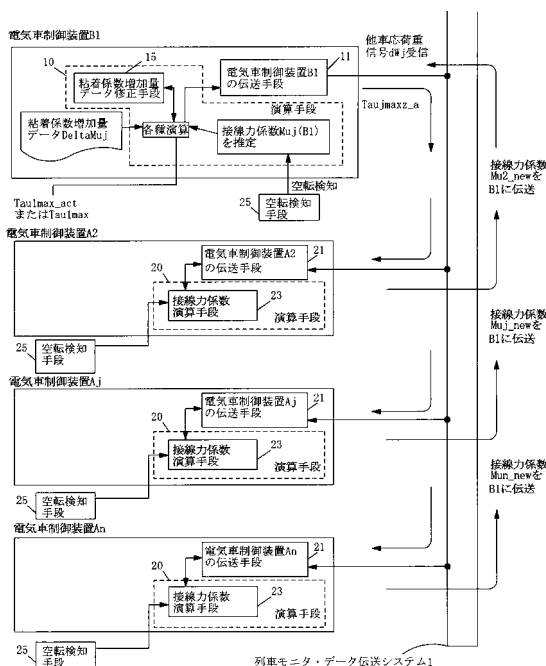 電気車制御装置B1
他車応荷重
信号dWj受信
10
15
粘着係数増加量
データ修正手段
11
電気車制御装置B1
の伝送手段
演算手段
Taujmaxz_a
粘着係数増加量
データDeltaMuj
各種演算
接線力係数Muj(B1)
を推定
空転検知
25
空転検知
手段
Tau1max_act
またはTau1max
接線力係数
Mu2_newを
B1に伝送
電気車制御装置A2
21
電気車制御装置A2
の伝送手段
20
接線力係数
演算手段
23
演算手段
25
空転検知
手段
接線力係数
Muj_newを
B1に伝送
電気車制御装置Aj
21
電気車制御装置Aj
の伝送手段
20
接線力係数
演算手段
23
演算手段
25
空転検知
手段
接線力係数
Mun_newを
B1に伝送
電気車制御装置An
21
電気車制御装置An
の伝送手段
20
接線力係数
演算手段
23
演算手段
25
空転検知
手段
列車モニタ・データ伝送システム1